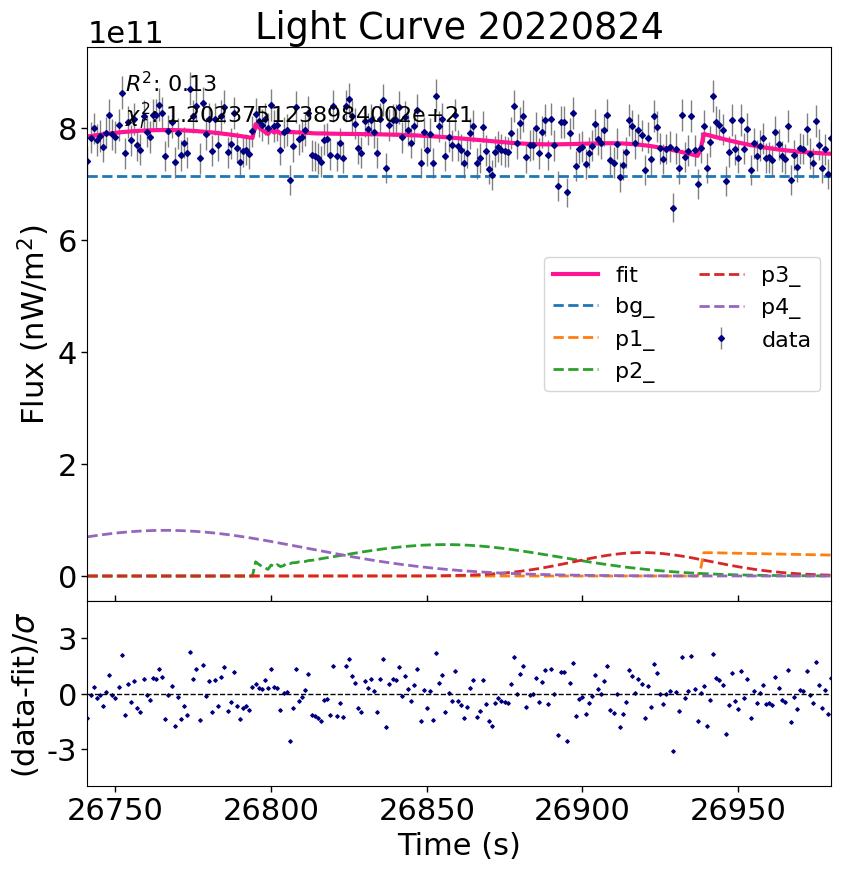 Light Curve 20220824
1e11
R²: 0.13
χᵣ²: 1.2023751238984002e+21
8
6
4
2
0
Flux (nW/m²)
fit
bg_
p1_
p2_
p3_
p4_
data
3
0
-3
(data-fit)/σ
26750 26800 26850 26900 26950
Time (s)